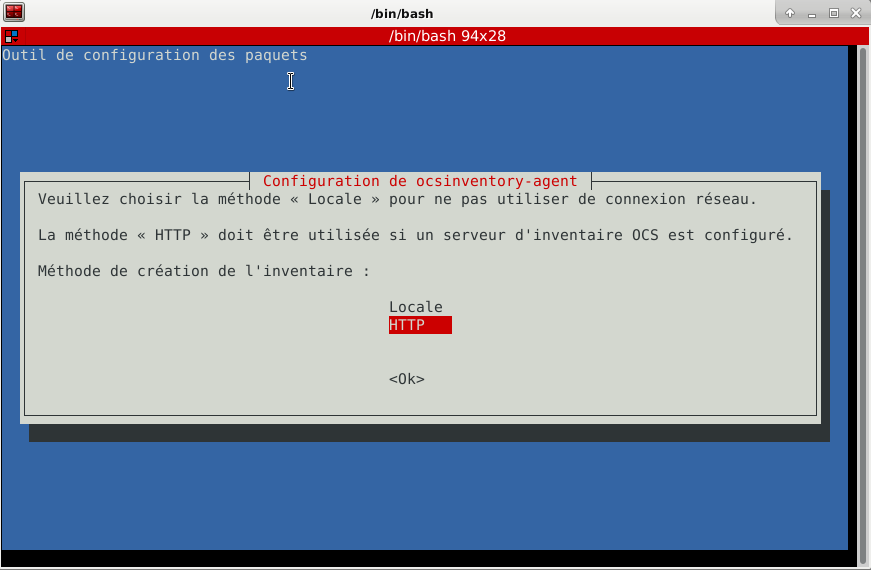 /bin/bash
/bin/bash 94x28
Outil de configuration des paquets
Configuration de ocsinventory-agent
Veuillez choisir la méthode « Locale » pour ne pas utiliser de connexion réseau.
La méthode « HTTP » doit être utilisée si un serveur d'inventaire OCS est configuré.
Méthode de création de l'inventaire :
Locale
HTTP
<Ok>